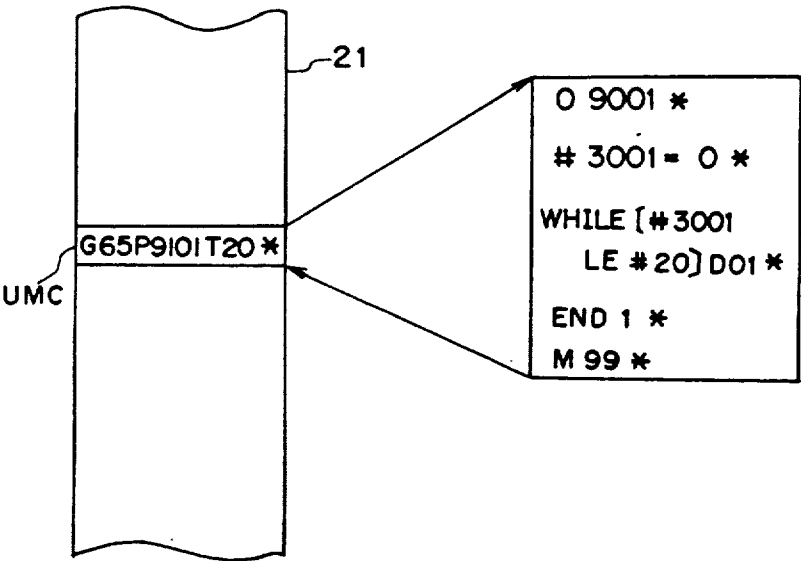 21
G65P9101T20 *
UMC
O 9001 *
# 3001 = 0 *
WHILE [#3001
LE #20] DO1 *
END 1 *
M 99 *